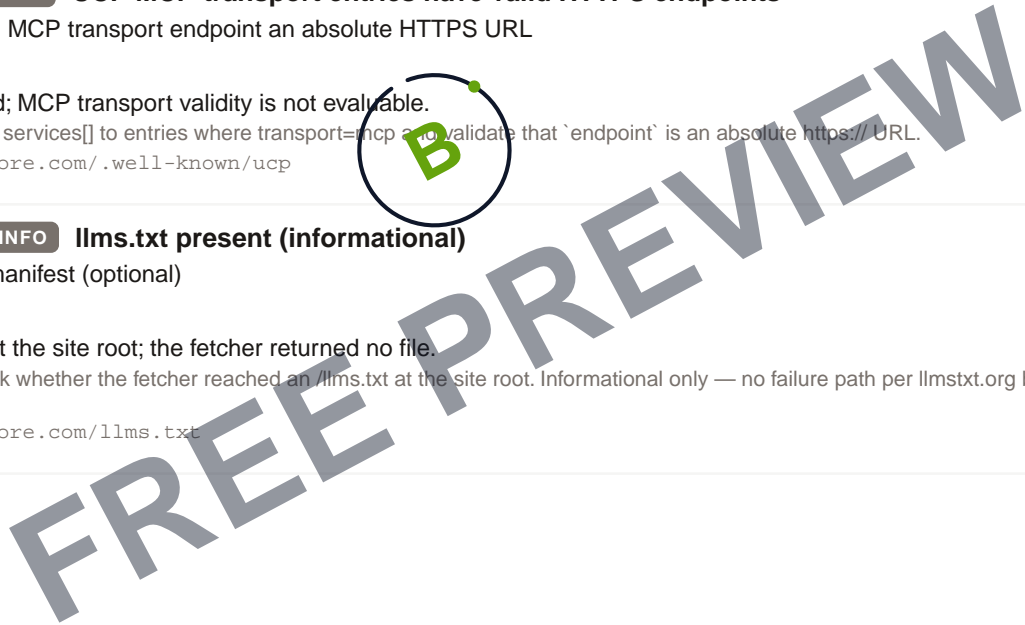 MCP transport endpoint an absolute HTTPS URL
; MCP transport validity is not evaluable.
services[] to entries where transport=mcp and validate that `endpoint` is an absolute https:// URL.
ore.com/.well-known/ucp
B
INFO llms.txt present (informational)
manifest (optional)
t the site root; the fetcher returned no file.
k whether the fetcher reached an /llms.txt at the site root. Informational only — no failure path per llmstxt.org
ore.com/llms.txt
FREE PREVIEW